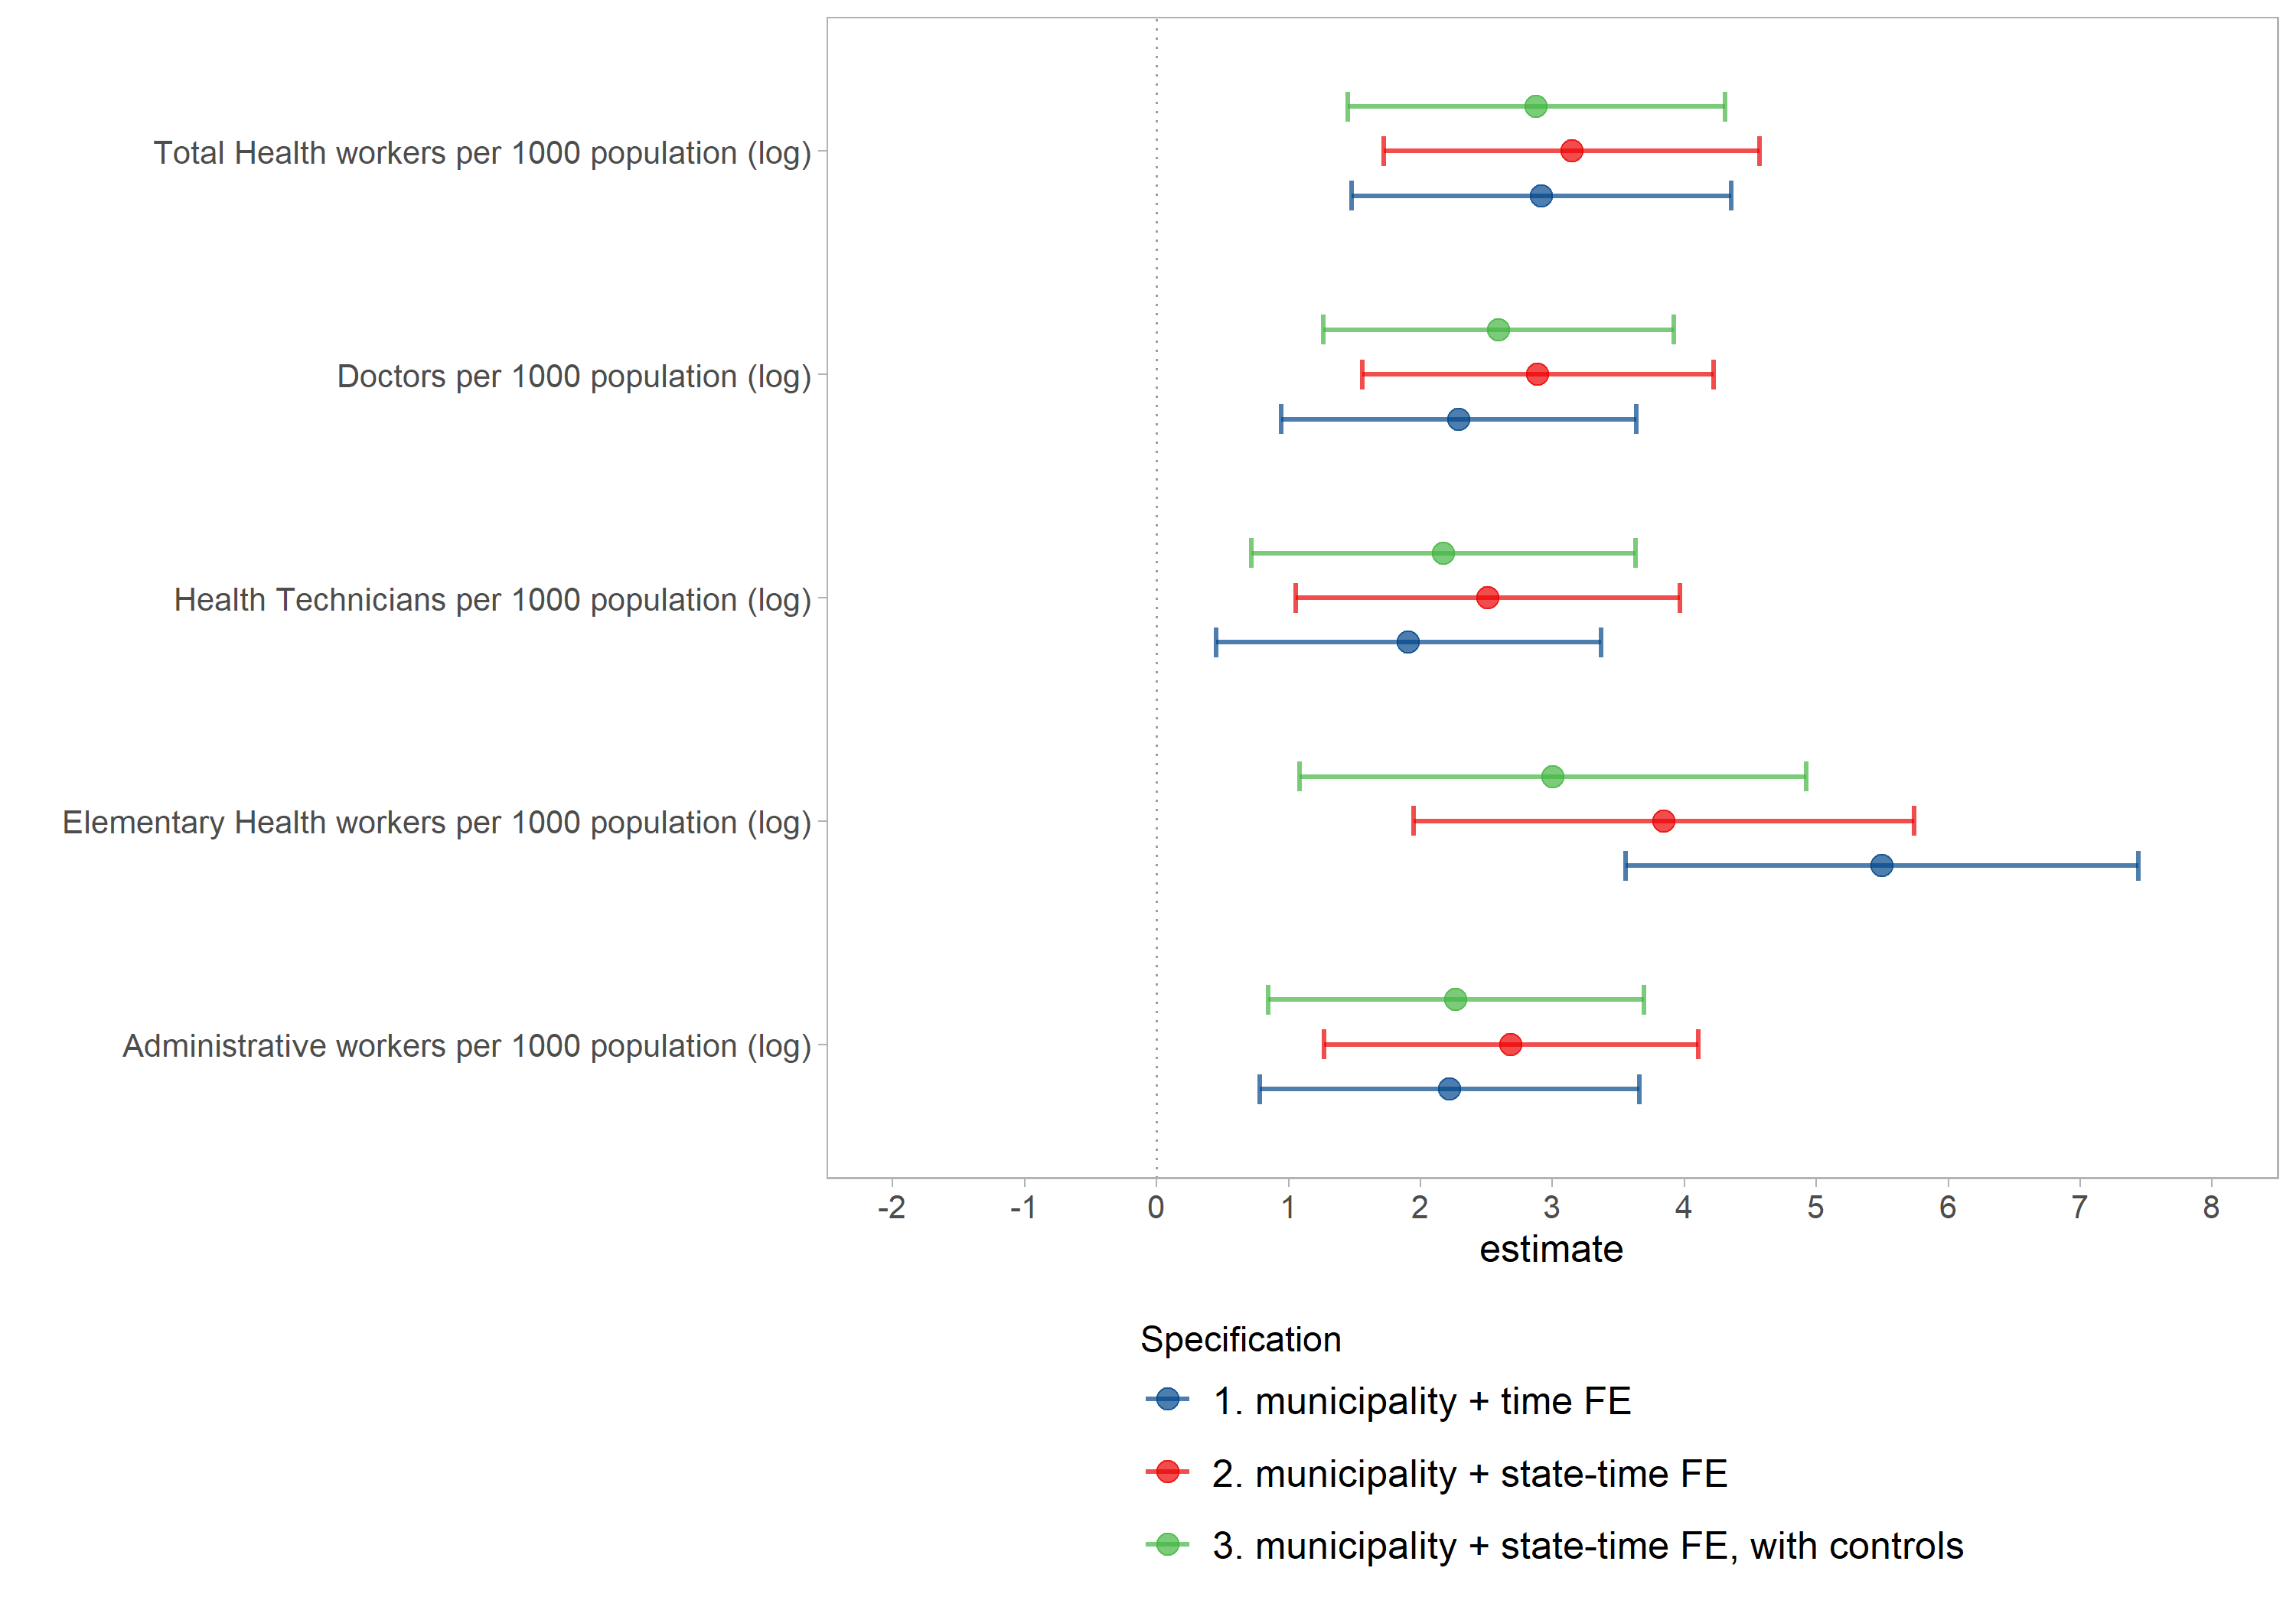 Total Health workers per 1000 population (log)
Doctors per 1000 population (log)
Health Technicians per 1000 population (log)
Elementary Health workers per 1000 population (log)
Administrative workers per 1000 population (log)
-2 -1 0 1 2 3 4 5 6 7 8
estimate
Specification
1. municipality + time FE
2. municipality + state-time FE
3. municipality + state-time FE, with controls